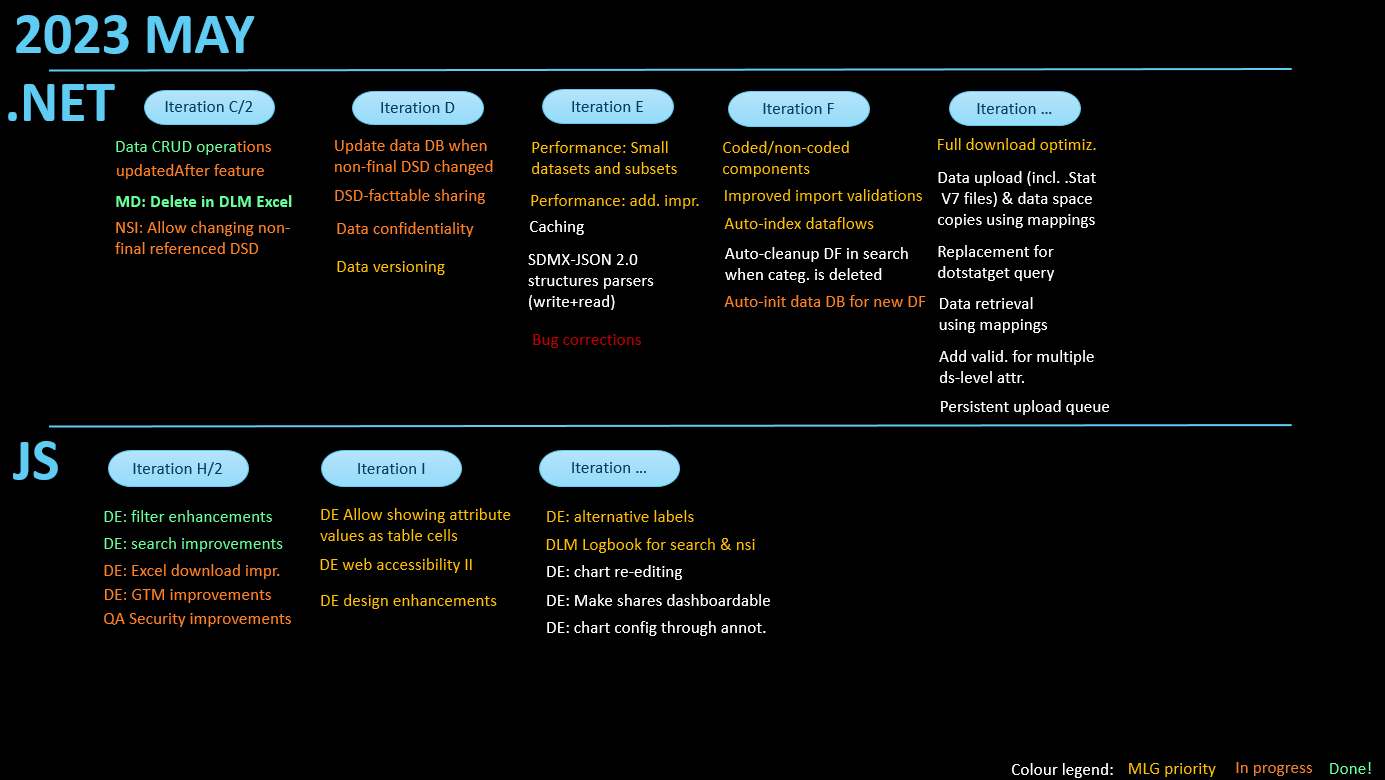 2023 MAY
.NET
Iteration C/2
Data CRUD operations
updatedAfter feature
MD: Delete in DLM Excel
NSI: Allow changing non-
final referenced DSD
Iteration D
Update data DB when
non-final DSD changed
DSD-facttable sharing
Data confidentiality
Data versioning
Iteration E
Performance: Small
datasets and subsets
Performance: add. impr.
Caching
SDMX-JSON 2.0
structures parsers
(write+read)
Bug corrections
Iteration F
Coded/non-coded
components
Improved import validations
Auto-index dataflows
Auto-cleanup DF in search
when categ. is deleted
Auto-init data DB for new DF
Iteration ...
Full download optimiz.
Data upload (incl. .Stat
V7 files) & data space
copies using mappings
Replacement for
dotstatget query
Data retrieval
using mappings
Add valid. for multiple
ds-level attr.
Persistent upload queue
JS
Iteration H/2
DE: filter enhancements
DE: search improvements
DE: Excel download impr.
DE: GTM improvements
QA Security improvements
Iteration I
DE Allow showing attribute
values as table cells
DE web accessibility II
DE design enhancements
Iteration ...
DE: alternative labels
DLM Logbook for search & nsi
DE: chart re-editing
DE: Make shares dashboardable
DE: chart config through annot.
Colour legend: MLG priority In progress Done!